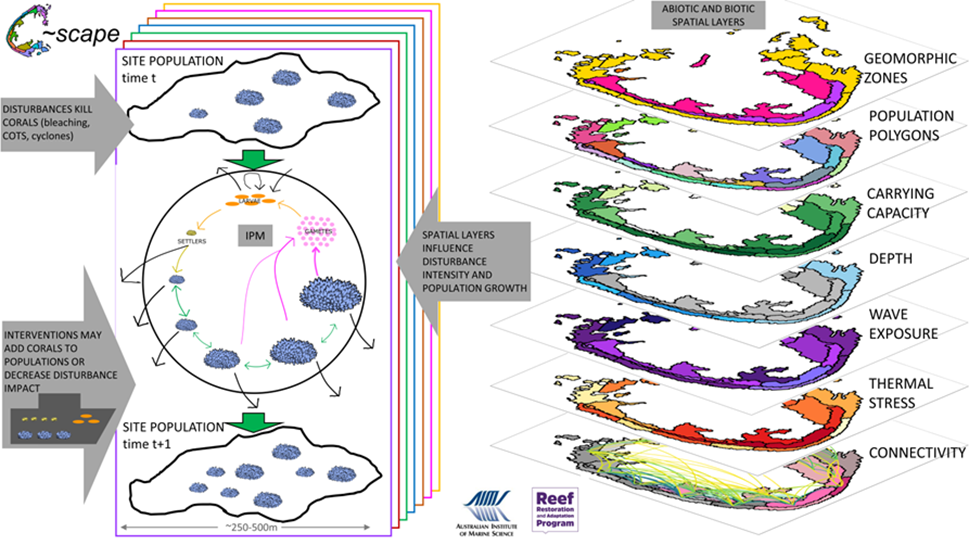 ~scape
SITE POPULATION
time t
DISTURBANCES KILL
CORALS (bleaching,
COTS, cyclones)
LARVAE
GAMETES
IPM
SETTLERS
SPATIAL LAYERS
INFLUENCE
DISTURBANCE
INTENSITY AND
POPULATION GROWTH
INTERVENTIONS MAY
ADD CORALS TO
POPULATIONS OR
DECREASE DISTURBANCE
IMPACT
SITE POPULATION
time t+1
~250-500m
AIMS
AUSTRALIAN INSTITUTE
OF MARINE SCIENCE
Reef
Restoration
and Adaptation
Program
ABIOTIC AND BIOTIC
SPATIAL LAYERS
GEOMORPHIC
ZONES
POPULATION
POLYGONS
CARRYING
CAPACITY
DEPTH
WAVE
EXPOSURE
THERMAL
STRESS
CONNECTIVITY